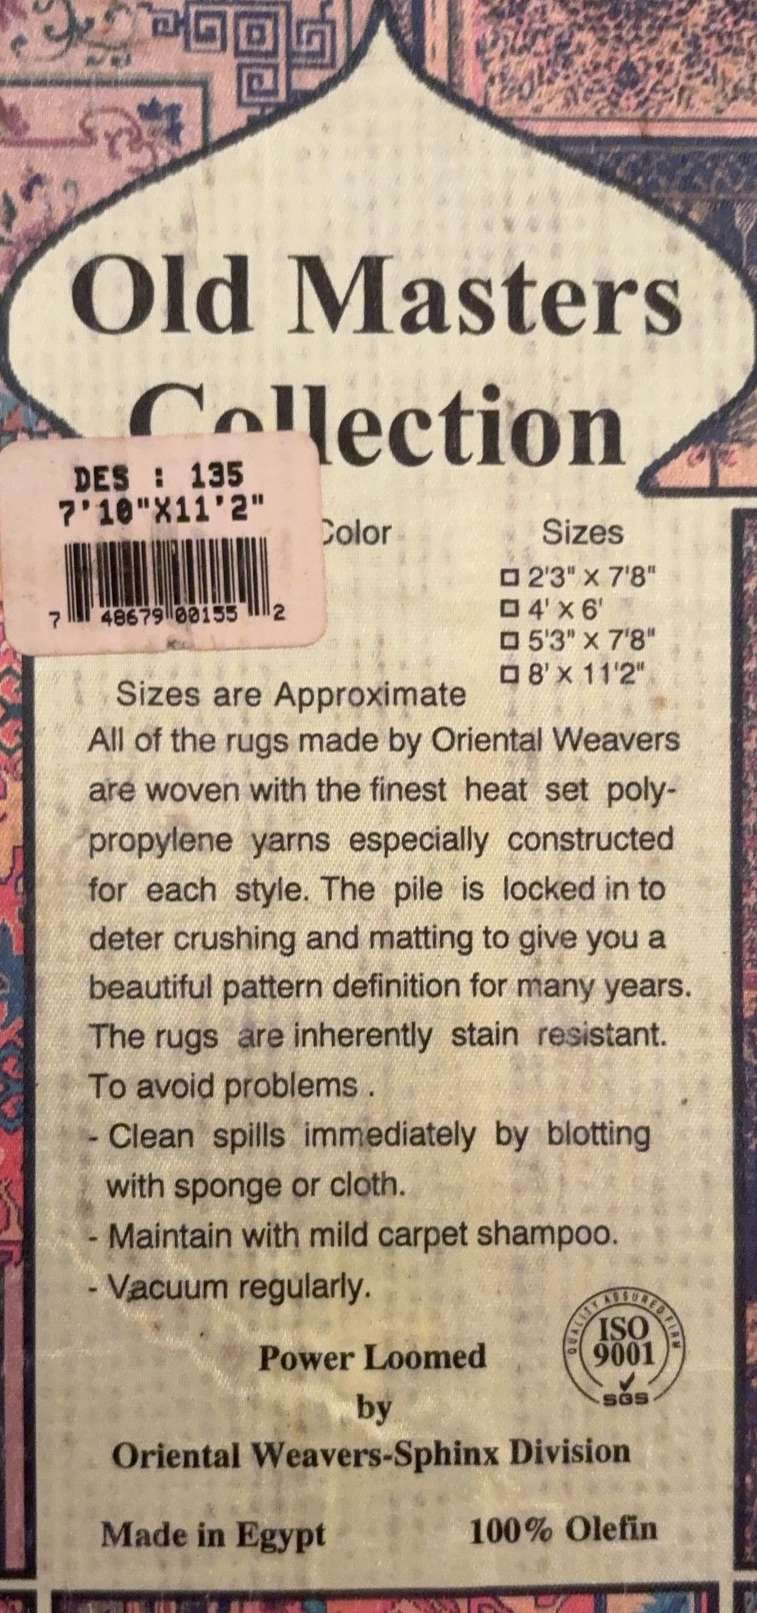 Old Masters
Collection
DES : 135
7'10"X11'2"
7 48679 00155 2
Color Sizes
2'3" X 7'8"
4' X 6'
5'3" X 7'8"
8' X 11'2"
Sizes are Approximate
All of the rugs made by Oriental Weavers
are woven with the finest heat set poly-
propylene yarns especially constructed
for each style. The pile is locked in to
deter crushing and matting to give you a
beautiful pattern definition for many years.
The rugs are inherently stain resistant.
To avoid problems .
- Clean spills immediately by blotting
with sponge or cloth.
- Maintain with mild carpet shampoo.
- Vacuum regularly.
QUALITY ASSURED FIRM
ISO
9001
SGS
Power Loomed
by
Oriental Weavers-Sphinx Division
Made in Egypt 100% Olefin